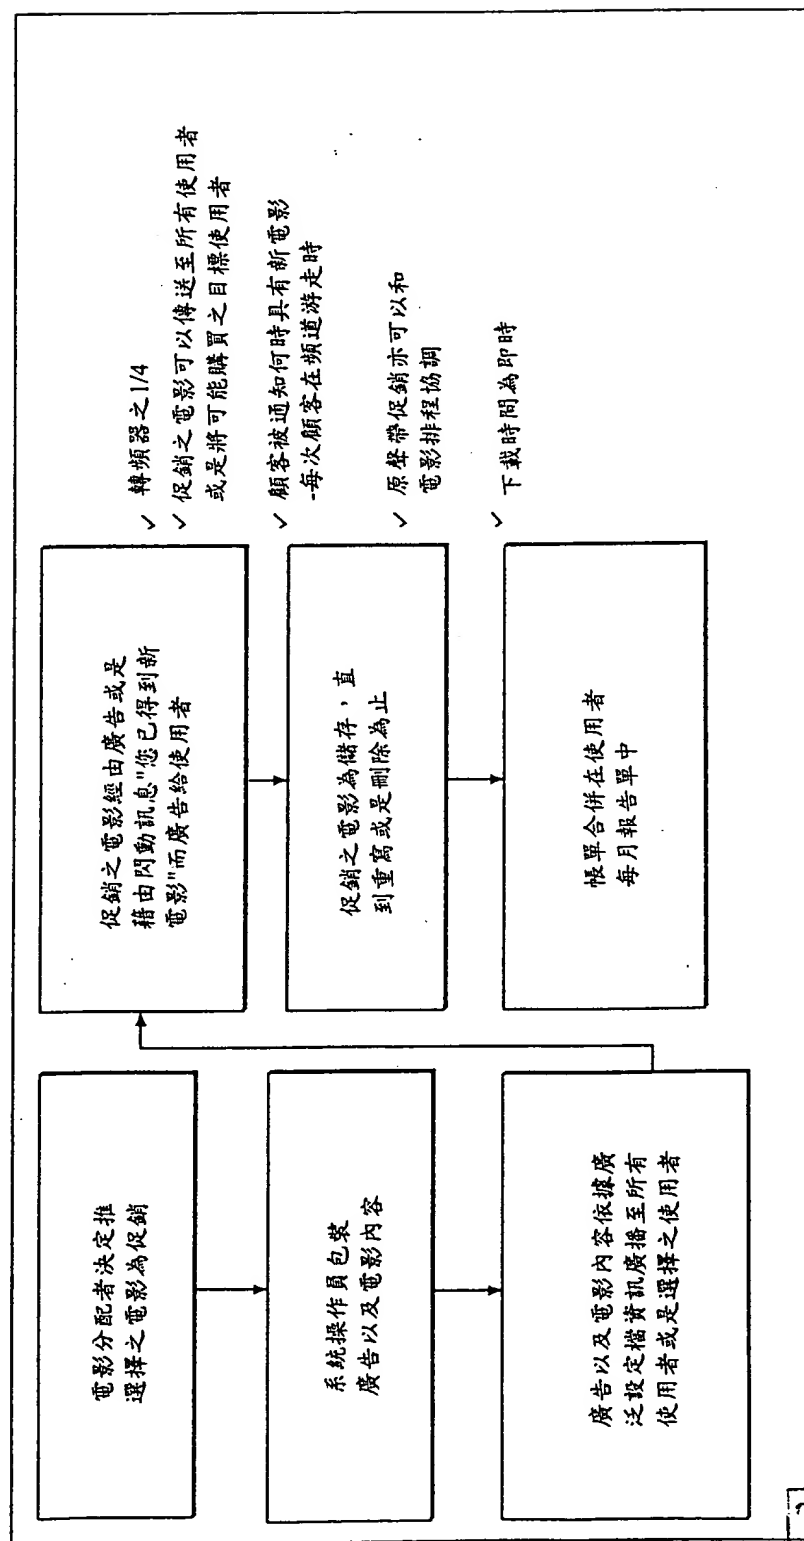 電影分配者決定推
選擇之電影為促銷
系統操作員包裝
廣告以及電影內容
廣告以及電影內容依據廣
泛設定檔資訊廣播至所有
使用者或是選擇之使用者
促銷之電影經由廣告或是
藉由閃動訊息"您已得到新
電影"而廣告給使用者
促銷之電影為儲存，直
到重寫或是刪除為止
帳單合併在使用者
每月報告單中
✓ 轉頻器之1/4
✓ 促銷之電影可以傳送至所有使用者
或是將可能購買之目標使用者
✓ 顧客被通知何時具有新電影
-每次顧客在頻道游走時
✓ 原聲帶促銷亦可以和
電影排程協調
✓ 下載時間為即時